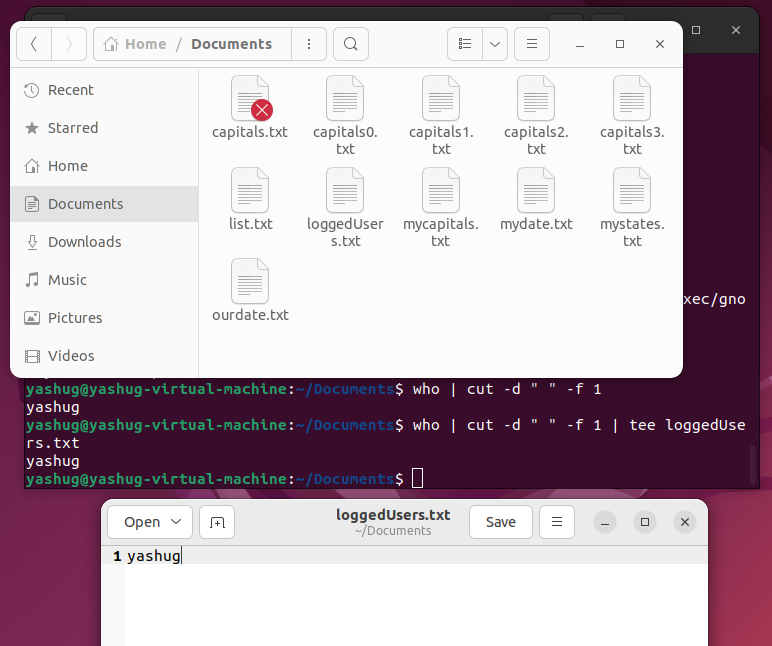 Home / Documents
Recent
Starred
Home
Documents
Downloads
Music
Pictures
Videos
capitals.txt
capitals0.
txt
capitals1.
txt
capitals2.
txt
capitals3.
txt
list.txt
loggedUser
s.txt
mycapitals.
txt
mydate.txt
mystates.
txt
ourdate.txt
xec/gno
yashug@yashug-virtual-machine:~/Documents$ who | cut -d " " -f 1
yashug
yashug@yashug-virtual-machine:~/Documents$ who | cut -d " " -f 1 | tee loggedUse
rs.txt
yashug
yashug@yashug-virtual-machine:~/Documents$
Open
loggedUsers.txt
~/Documents
Save
1 yashug